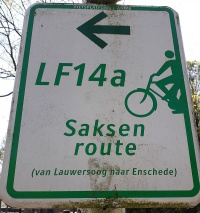 LF14a
Saksen
route
(van Lauwersoog naar Enschede)